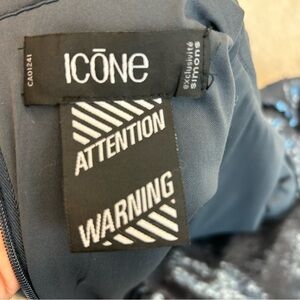 CA01241
ICŌNe
exclusivité
simons
ATTENTION
WARNING